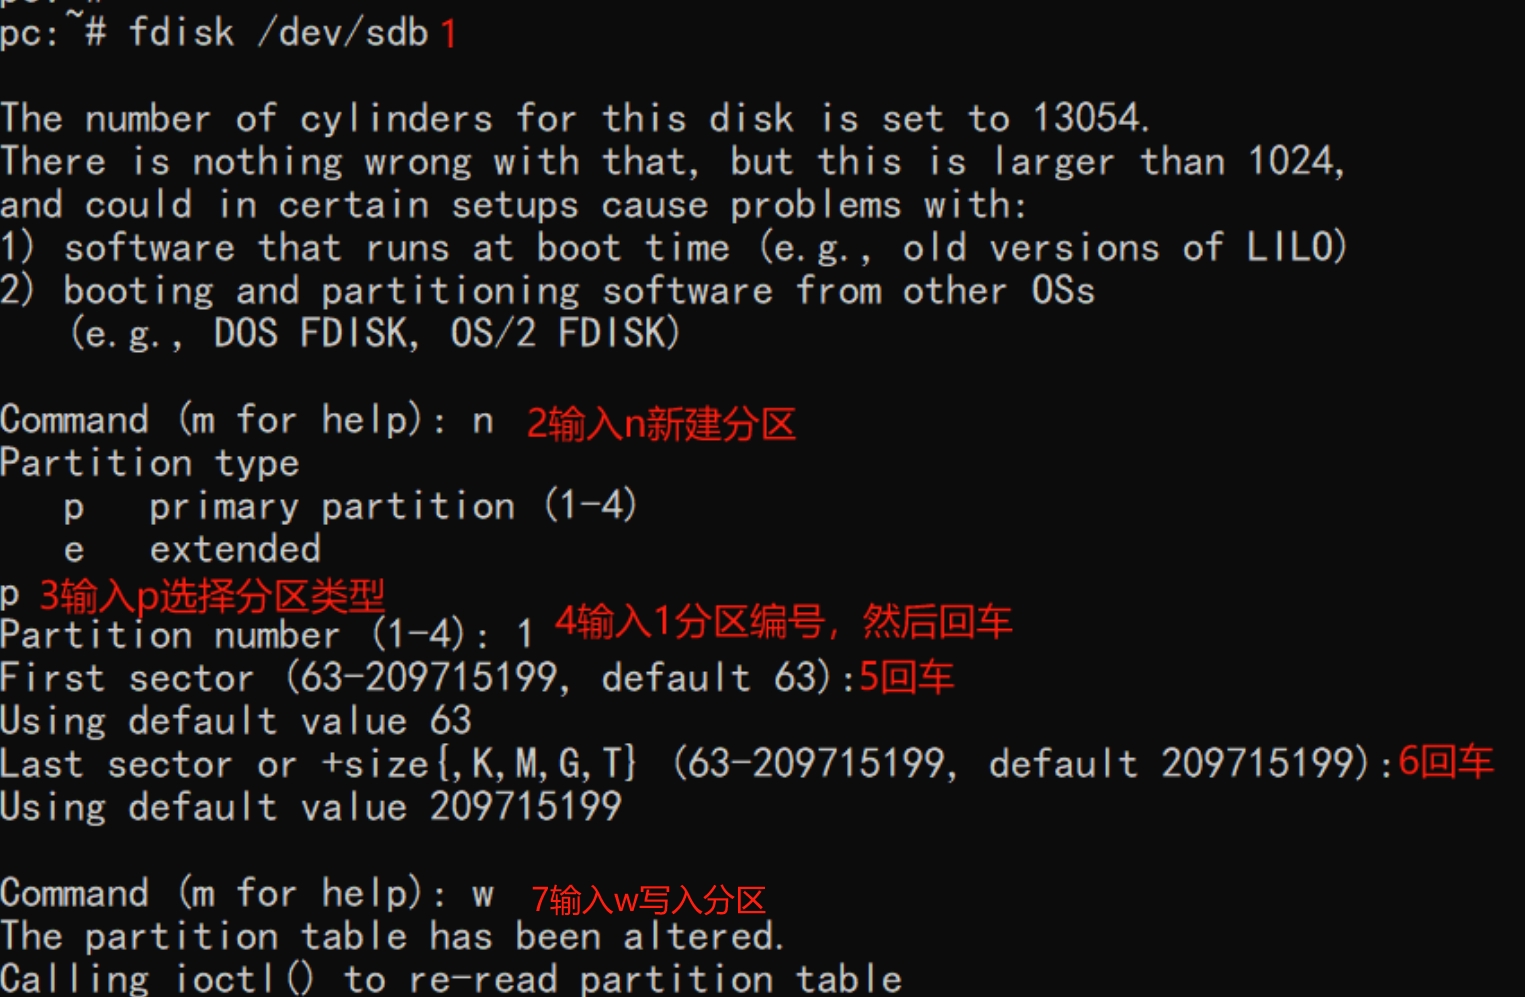 pc:~# fdisk /dev/sdb 1
The number of cylinders for this disk is set to 13054.
There is nothing wrong with that, but this is larger than 1024,
and could in certain setups cause problems with:
1) software that runs at boot time (e.g., old versions of LILO)
2) booting and partitioning software from other OSs
(e.g., DOS FDISK, OS/2 FDISK)
Command (m for help): n 2输入n新建分区
Partition type
p primary partition (1-4)
e extended
p 3输入p选择分区类型
Partition number (1-4): 1 4输入1分区编号，然后回车
First sector (63-209715199, default 63):5回车
Using default value 63
Last sector or +size{,K,M,G,T} (63-209715199, default 209715199):6回车
Using default value 209715199
Command (m for help): w 7输入w写入分区
The partition table has been altered.
Calling ioctl() to re-read partition table